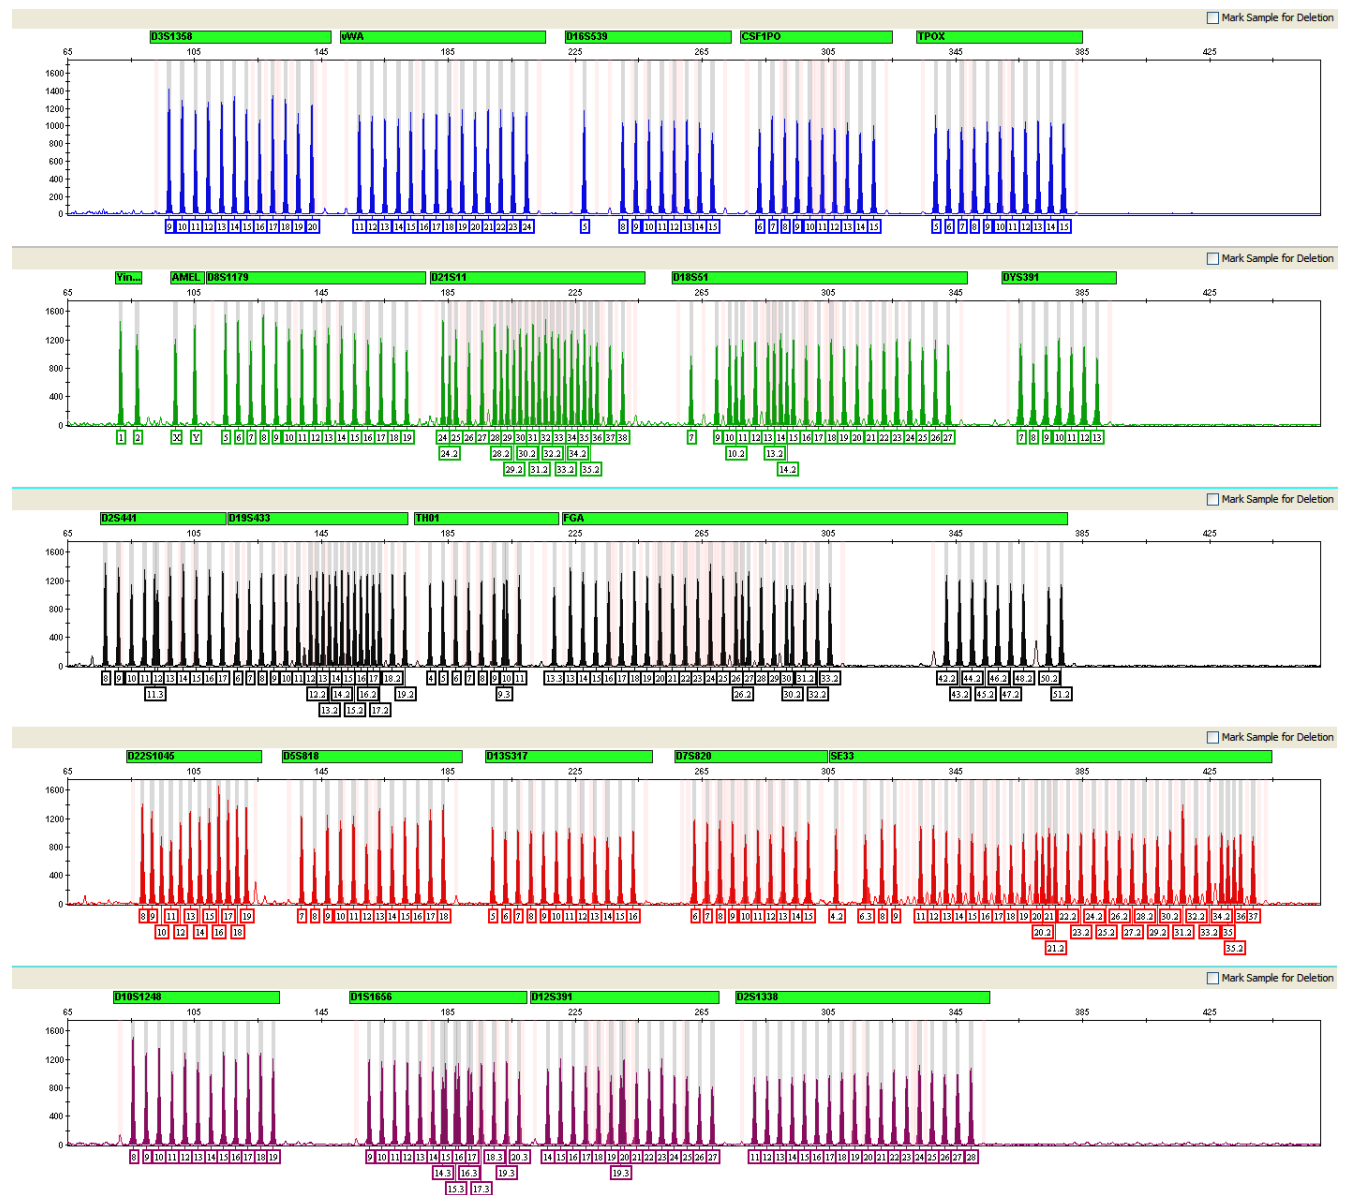 Mark Sample for Deletion
D3S1358 vWA D16S539 CSF1PO TPOX
65 105 145 185 225 265 305 345 385 425
1600
1400
1200
1000
800
600
400
200
0
9 10 11 12 13 14 15 16 17 18 19 20 11 12 13 14 15 16 17 18 19 20 21 22 23 24 5 8 9 10 11 12 13 14 15 6 7 8 9 10 11 12 13 14 15 5 6 7 8 9 10 11 12 13 14 15
Mark Sample for Deletion
Yin... AMEL D8S1179 D21S11 D18S51 DYS391
65 105 145 185 225 265 305 345 385 425
1600
1200
800
400
0
1 2 X Y 5 6 7 8 9 10 11 12 13 14 15 16 17 18 19 24 25 26 27 28 29 30 31 32 33 34 35 36 37 38 7 9 10 11 12 13 14 15 16 17 18 19 20 21 22 23 24 25 26 27 7 8 9 10 11 12 13
24.2 28.2 30.2 32.2 34.2 10.2 13.2
29.2 31.2 33.2 35.2 14.2
Mark Sample for Deletion
D2S441 D19S433 TH01 FGA
65 105 145 185 225 265 305 345 385 425
1600
1200
800
400
0
8 9 10 11 12 13 14 15 16 17 6 7 8 9 10 11 12 13 14 15 16 17 18.2 4 5 6 7 8 9 10 11 13.3 14 15 16 17 18 19 20 21 22 23 24 25 26 27 28 29 30 31.2 33.2 42.2 44.2 46.2 48.2 50.2
11.3 12.2 14.2 16.2 19.2 9.3 26.2 30.2 32.2 43.2 45.2 47.2 51.2
13.2 15.2 17.2
Mark Sample for Deletion
D22S1045 D5S818 D13S317 D7S820 SE33
65 105 145 185 225 265 305 345 385 425
1600
1200
800
400
0
8 9 11 13 15 17 19 7 8 9 10 11 12 13 14 15 16 17 18 5 6 7 8 9 10 11 12 13 14 15 16 6 7 8 9 10 11 12 13 14 15 4.2 6.3 8 9 11 12 13 14 15 16 17 18 19 20 21 22.2 24.2 26.2 28.2 30.2 32.2 34.2 36 37
10 12 14 16 18 20.2 23.2 25.2 27.2 29.2 31.2 33.2 35
21.2 35.2
Mark Sample for Deletion
D10S1248 D1S1656 D12S391 D2S1338
65 105 145 185 225 265 305 345 385 425
1600
1200
800
400
0
8 9 10 11 12 13 14 15 16 17 18 19 9 10 11 12 13 14 15 16 17 18.3 20.3 14 15 16 17 18 19 20 21 22 23 24 25 26 27 11 12 13 14 15 16 17 18 19 20 21 22 23 24 25 26 27 28
14.3 16.3 19.3 19.3
15.3 17.3